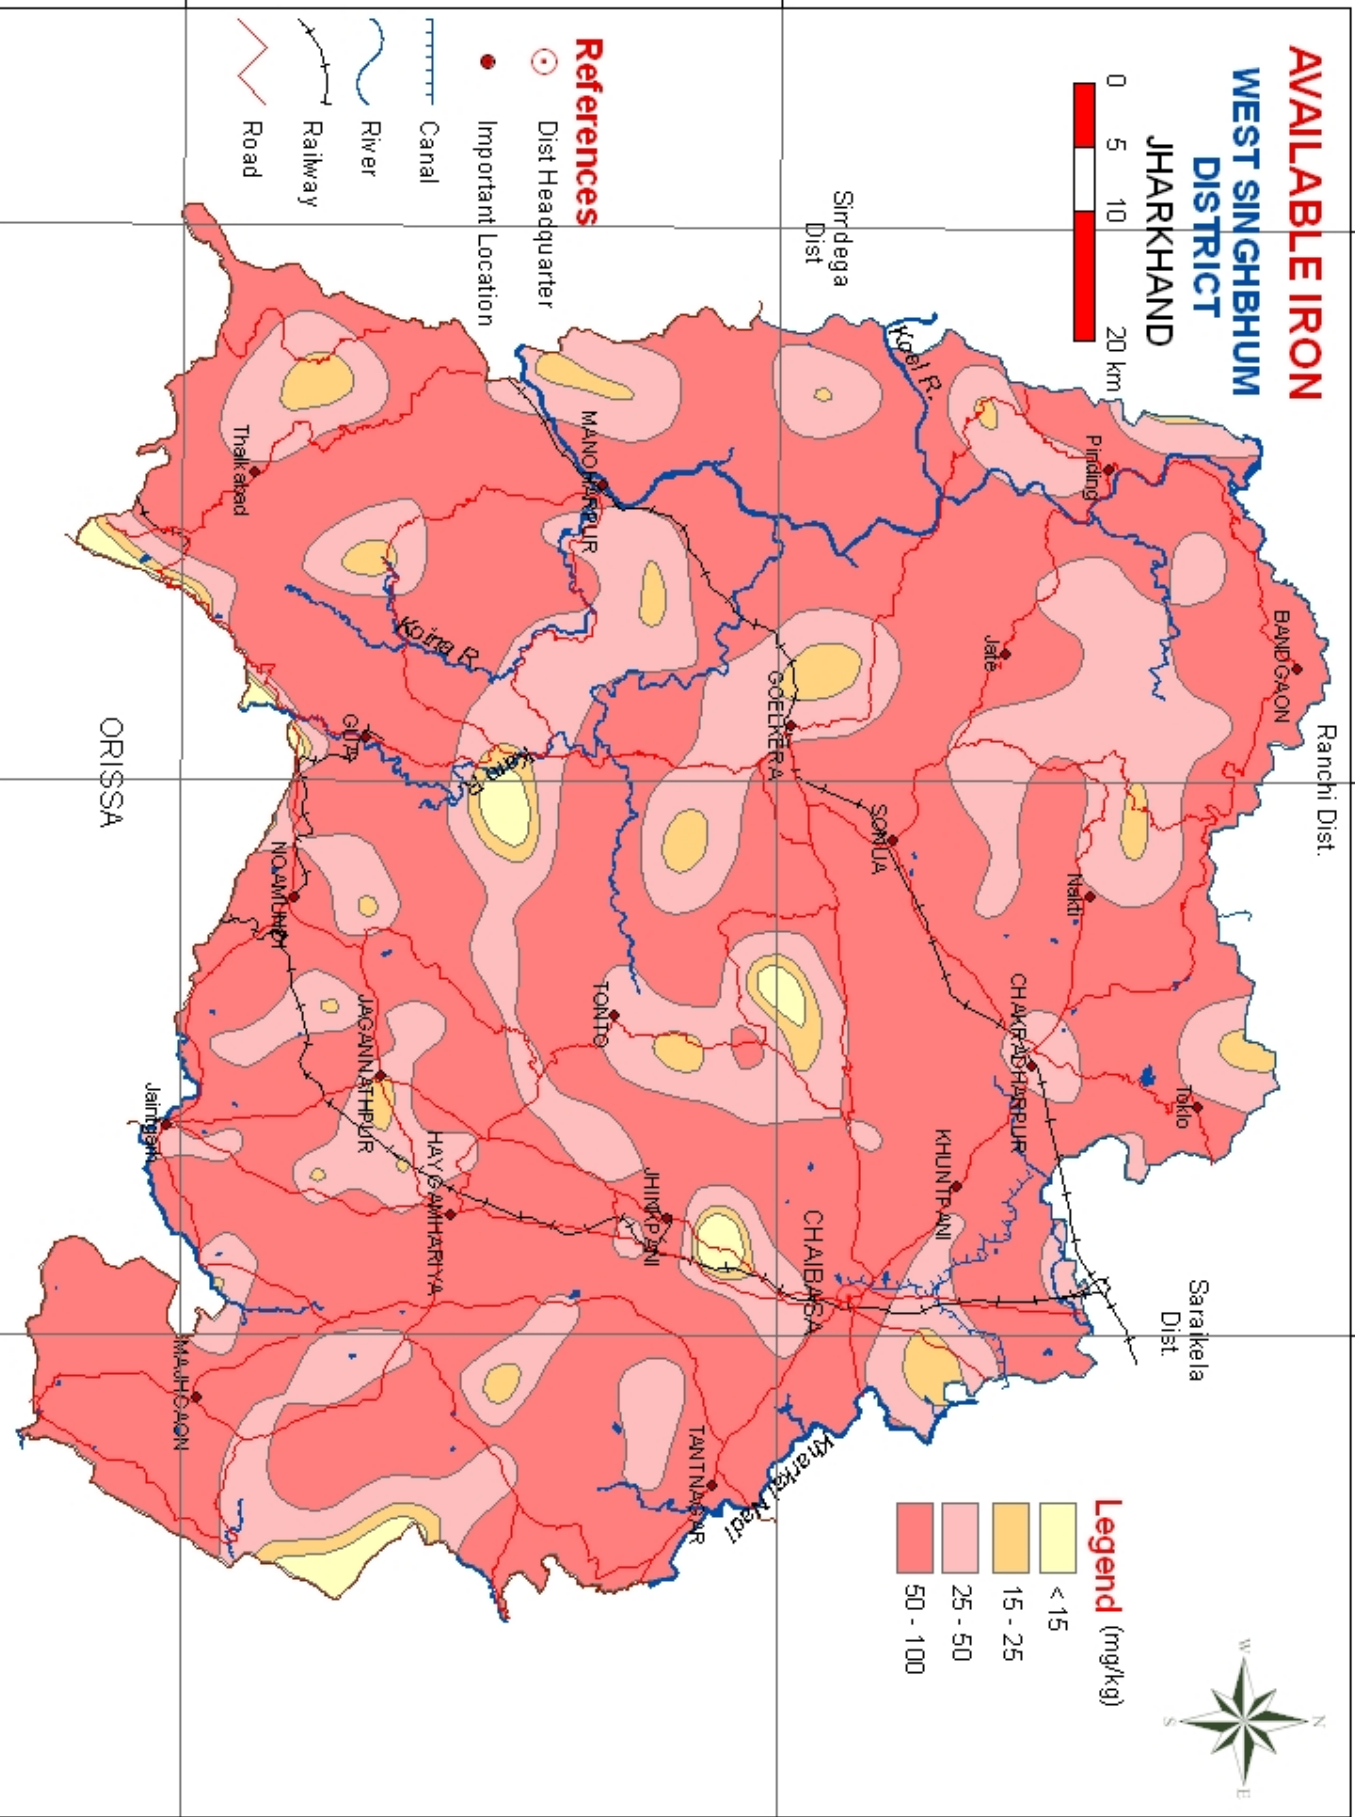 AVAILABLE IRON
WEST SINGHBHUM
DISTRICT
JHARKHAND
0 5 10 20 km
Ranchi Dist.
Simdega
Dist
Saraikela
Dist.
ORISSA
BANDGAON
Pinding
Jate
Nakti
Toklo
Koel R.
SONUA
CHAKRADHARPUR
KHUNTPANI
GOELKERA
CHAIBASA
MANOHARPUR
TONTO
JHINKPANI
TANTNAGAR
Kharkai Nadi
Koina R.
Karo R.
Thalkabad
GUA
NOAMUNDI
JAGANNATHPUR
HAYGAMHARIYA
Jaintgarh
MAJHGAON
References
Dist Headquarter
Important Location
Canal
River
Railway
Road
Legend (mg/kg)
< 15
15 - 25
25 - 50
50 - 100
N
W
E
S